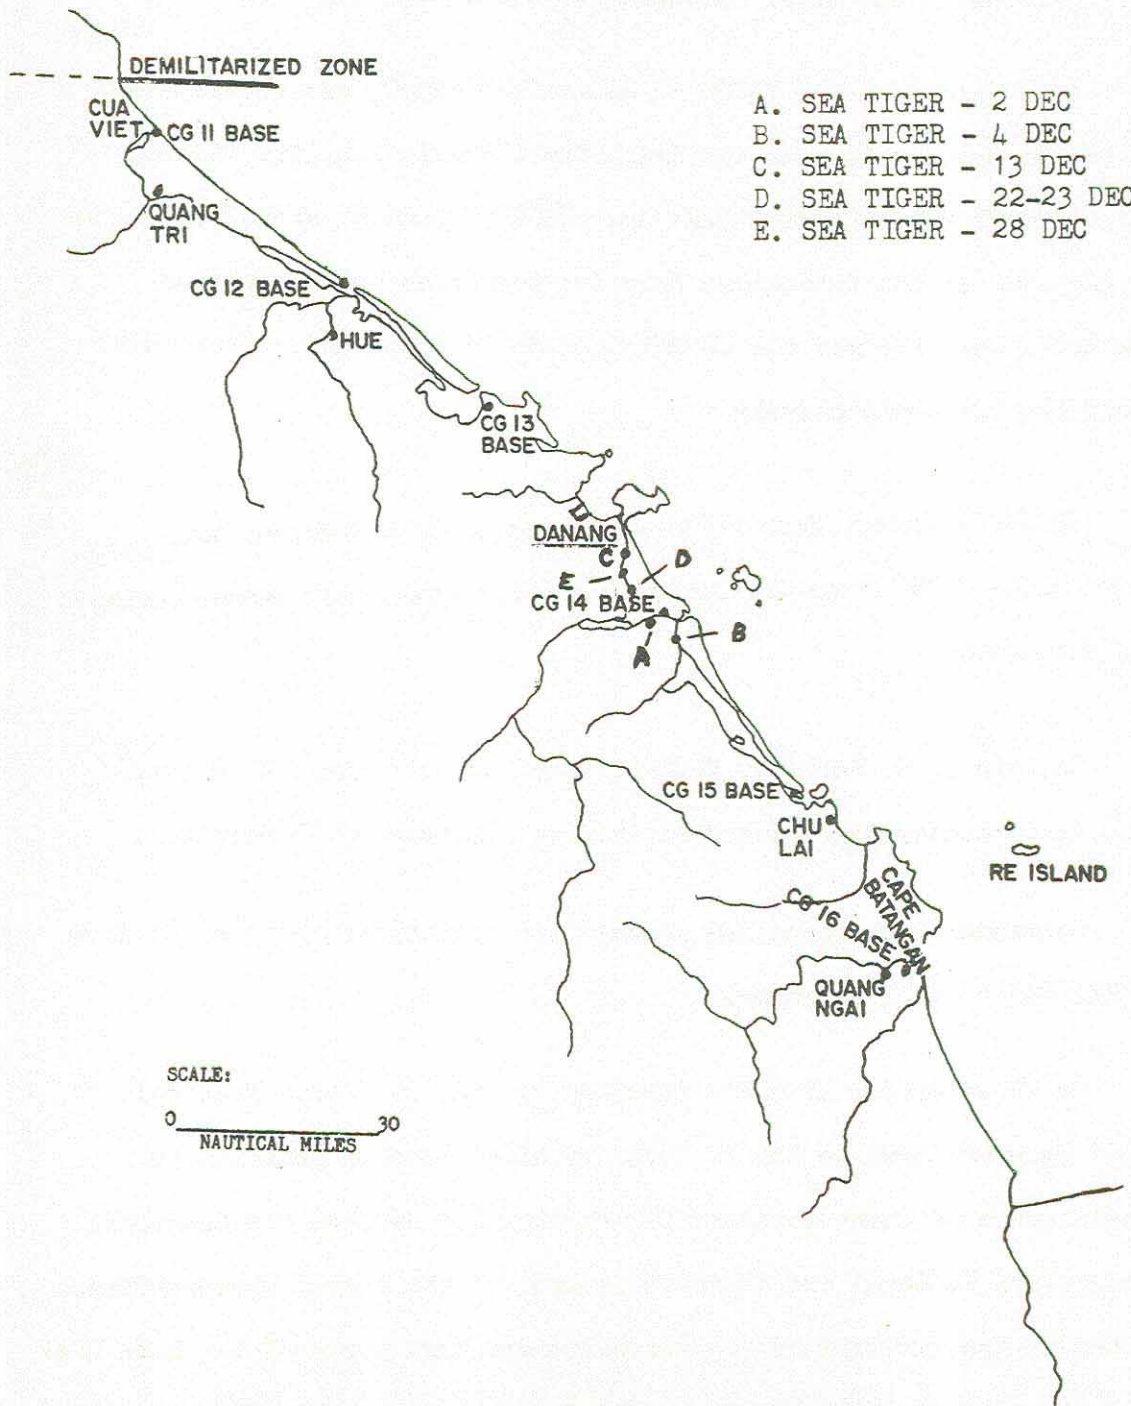 DEMILITARIZED ZONE
CUA
VIET
CG 11 BASE
A. SEA TIGER - 2 DEC
B. SEA TIGER - 4 DEC
C. SEA TIGER - 13 DEC
D. SEA TIGER - 22-23 DEC
E. SEA TIGER - 28 DEC
QUANG
TRI
CG 12 BASE
HUE
CG 13
BASE
DANANG
C
D
E
CG 14 BASE
A
B
CG 15 BASE
CHU
LAI
RE ISLAND
CAPE
BATANGAN
CG 16 BASE
QUANG
NGAI
SCALE:
0 30
NAUTICAL MILES